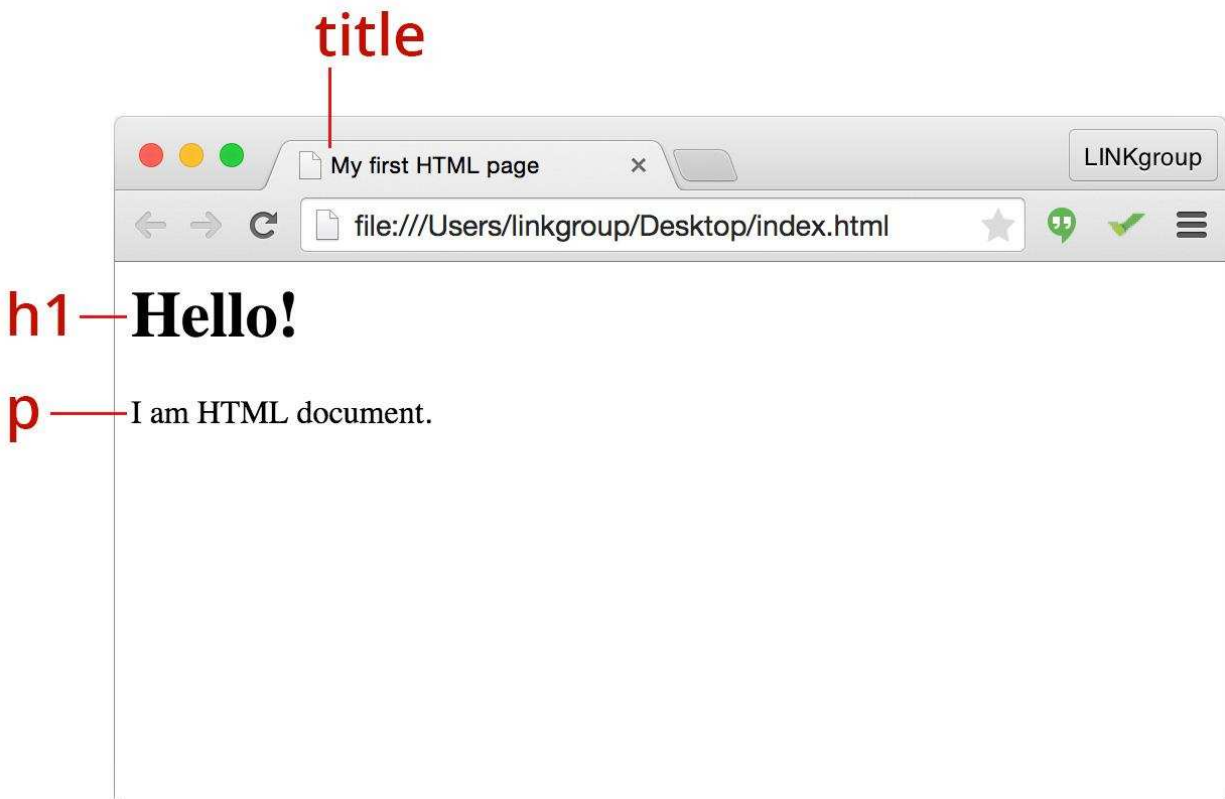 title
My first HTML page
LINKgroup
file:///Users/linkgroup/Desktop/index.html
h1
Hello!
p
I am HTML document.